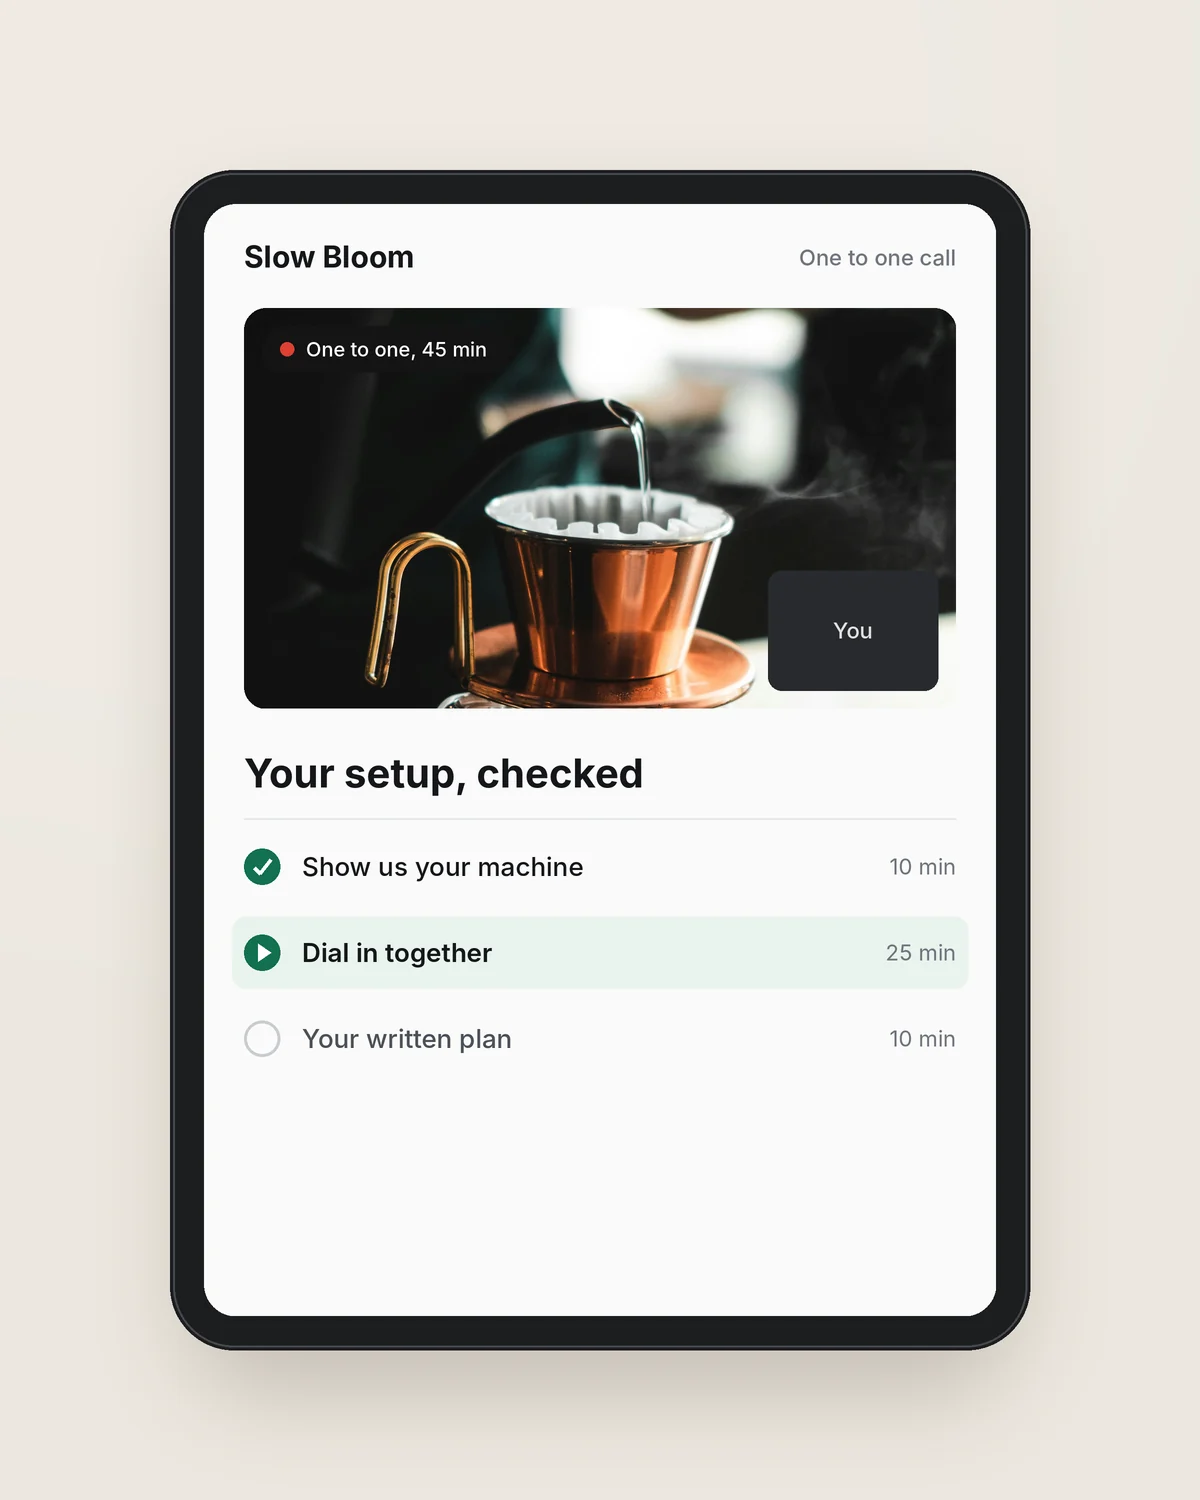 Slow Bloom
One to one call
One to one, 45 min
You
Your setup, checked
Show us your machine
10 min
Dial in together
25 min
Your written plan
10 min